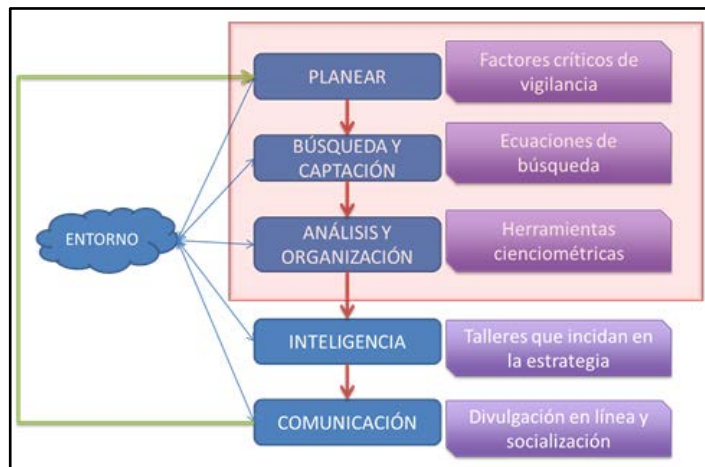 PLANEAR
Factores críticos de
vigilancia
BÚSQUEDA Y
CAPTACIÓN
Ecuaciones de
búsqueda
ENTORNO
ANÁLISIS Y
ORGANIZACIÓN
Herramientas
cienciométricas
INTELIGENCIA
Talleres que incidan en
la estrategia
COMUNICACIÓN
Divulgación en línea y
socialización